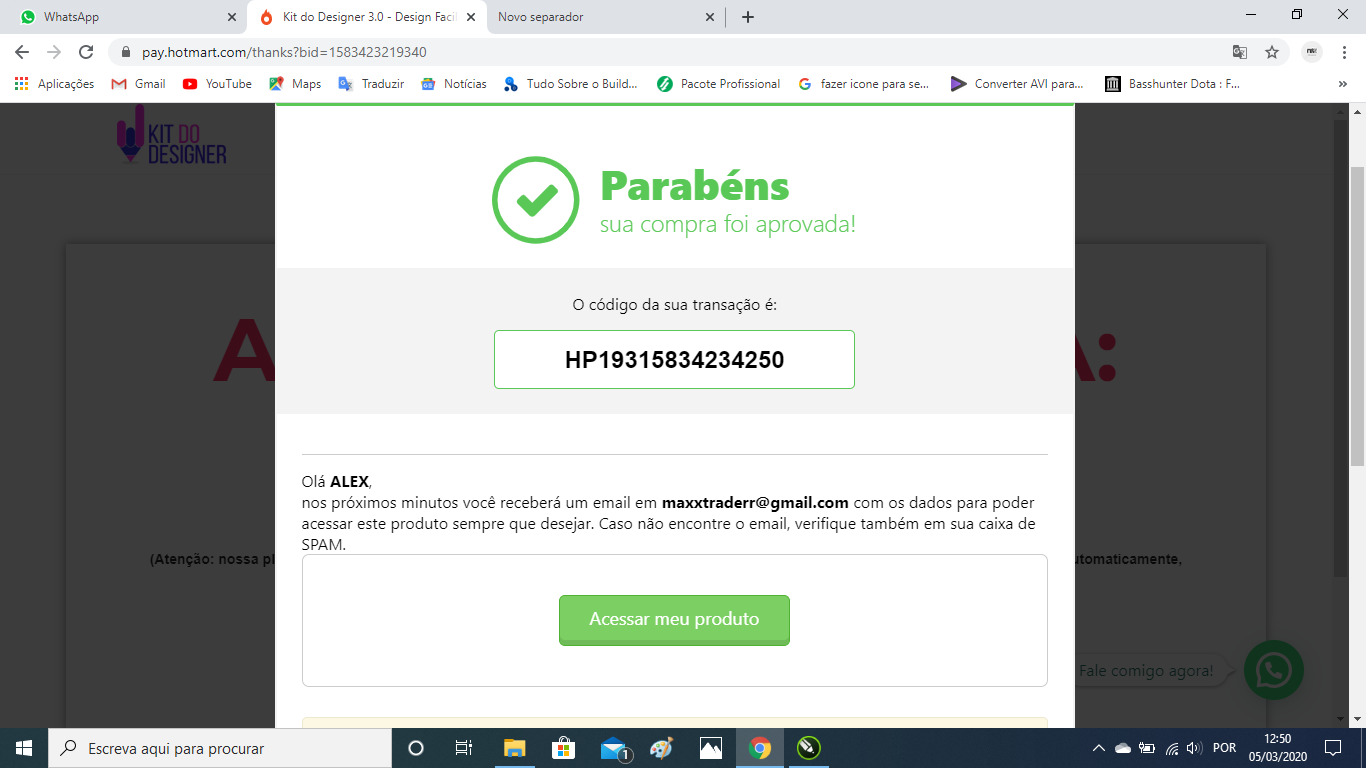 WhatsApp
Kit do Designer 3.0 - Design Facil
Novo separador
pay.hotmart.com/thanks?bid=1583423219340
Aplicações
Gmail
YouTube
Maps
Traduzir
Notícias
Tudo Sobre o Build...
Pacote Profissional
fazer icone para se...
Converter AVI para...
Basshunter Dota : F...
KIT DO
DESIGNER
Parabéns
sua compra foi aprovada!
O código da sua transação é:
HP19315834234250
Olá ALEX,
nos próximos minutos você receberá um email em maxxtraderr@gmail.com com os dados para poder
acessar este produto sempre que desejar. Caso não encontre o email, verifique também em sua caixa de
SPAM.
(Atenção: nossa
Acessar meu produto
Fale comigo agora!
Escreva aqui para procurar
1
POR
12:50
05/03/2020